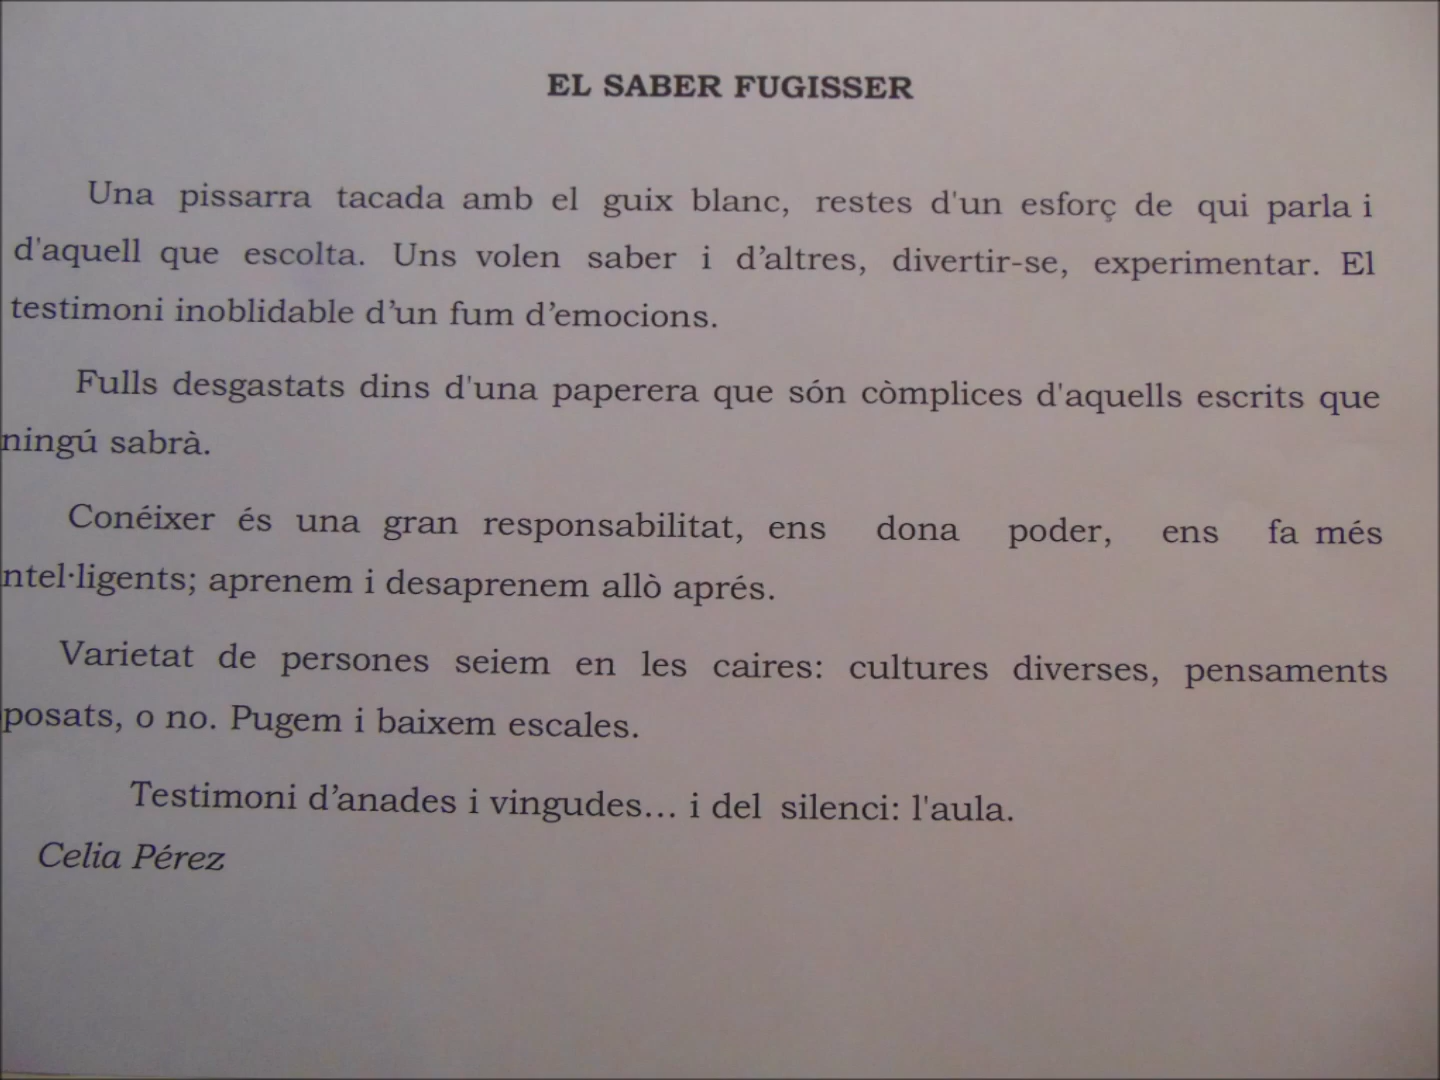 EL SABER FUGISSER
Una pissarra tacada amb el guix blanc, restes d'un esforç de qui parla i
d'aquell que escolta. Uns volen saber i d’altres, divertir-se, experimentar. El
testimoni inoblidable d’un fum d’emocions.
Fulls desgastats dins d'una paperera que són còmplices d'aquells escrits que
ningú sabrà.
Conéixer és una gran responsabilitat, ens dona poder, ens fa més
ntel·ligents; aprenem i desaprenem allò aprés.
Varietat de persones seiem en les caires: cultures diverses, pensaments
posats, o no. Pugem i baixem escales.
Testimoni d’anades i vingudes… i del silenci: l'aula.
Celia Pérez